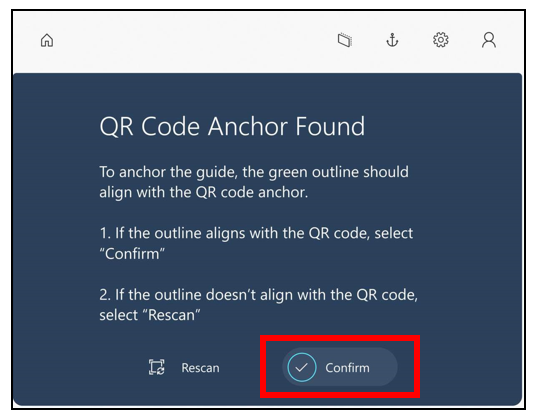 QR Code Anchor Found
To anchor the guide, the green outline should
align with the QR code anchor.
1. If the outline aligns with the QR code, select
“Confirm”
2. If the outline doesn’t align with the QR code,
select “Rescan”
Rescan
Confirm